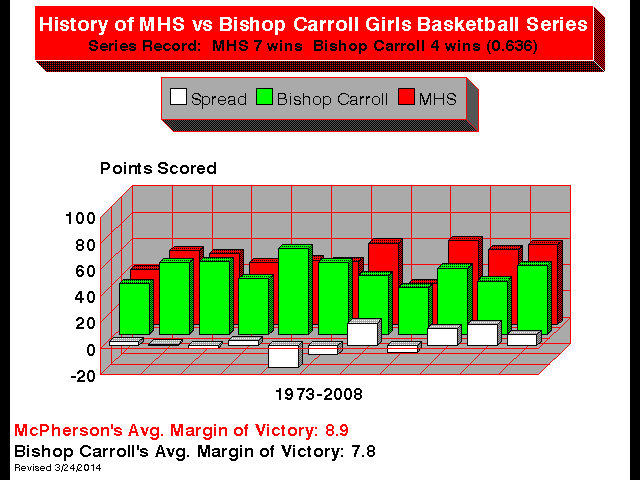 History of MHS vs Bishop Carroll Girls Basketball Series
Series Record: MHS 7 wins Bishop Carroll 4 wins (0.636)
Spread Bishop Carroll MHS
Points Scored
100
80
60
40
20
0
-20
1973-2008
McPherson's Avg. Margin of Victory: 8.9
Bishop Carroll's Avg. Margin of Victory: 7.8
Revised 3/24,2014